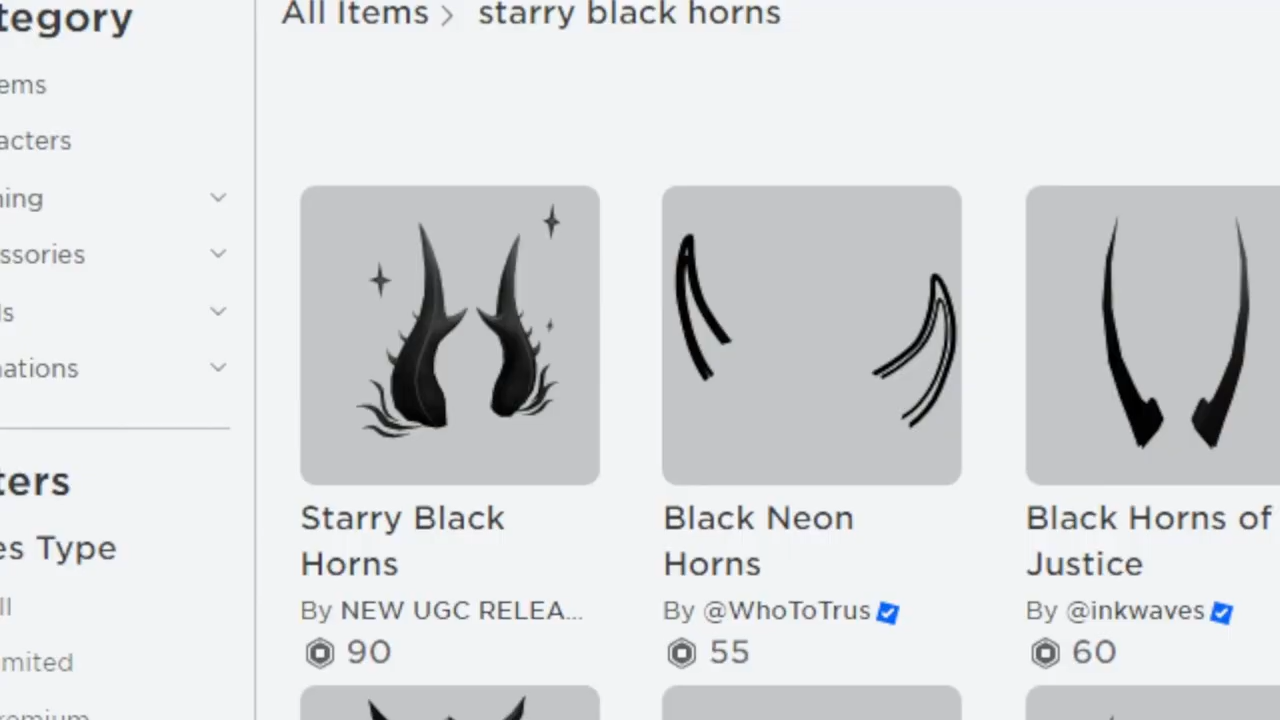 tegory
ems
acters
ning
ssories
ls
nations
ters
es Type
ll
mited
remium
All Items > starry black horns
Starry Black
Horns
By NEW UGC RELEA...
90
Black Neon
Horns
By @WhoToTrus
55
Black Horns of
Justice
By @inkwaves
60